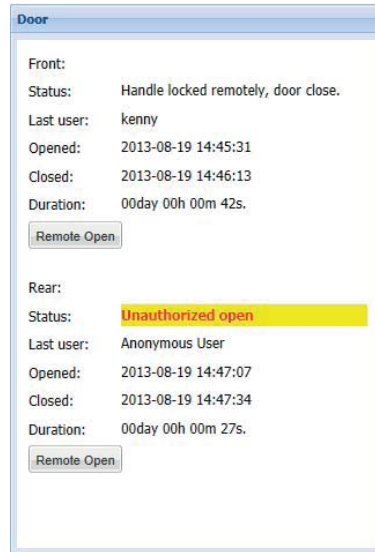 Door
Front:
Status: Handle locked remotely, door close.
Last user: kenny
Opened: 2013-08-19 14:45:31
Closed: 2013-08-19 14:46:13
Duration: 00day 00h 00m 42s.
Remote Open
Rear:
Status: Unauthorized open
Last user: Anonymous User
Opened: 2013-08-19 14:47:07
Closed: 2013-08-19 14:47:34
Duration: 00day 00h 00m 27s.
Remote Open